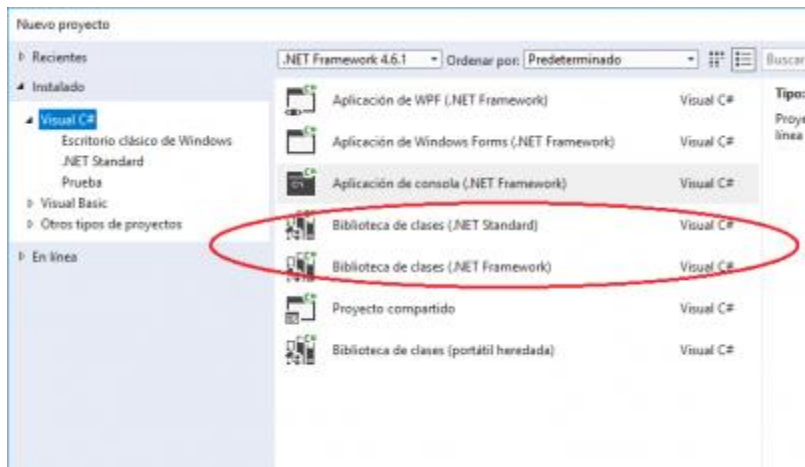 Nuevo proyecto
Recientes
Instalado
Visual C#
Escritorio clásico de Windows
.NET Standard
Prueba
Visual Basic
Otros tipos de proyectos
En línea
.NET Framework 4.6.1 Ordenar por: Predeterminado Buscar
Aplicación de WPF (.NET Framework) Visual C#
Aplicación de Windows Forms (.NET Framework) Visual C#
Aplicación de consola (.NET Framework) Visual C#
Biblioteca de clases (.NET Standard) Visual C#
Biblioteca de clases (.NET Framework) Visual C#
Proyecto compartido Visual C#
Biblioteca de clases (portátil heredada) Visual C#
Tipo:
Proye
línea